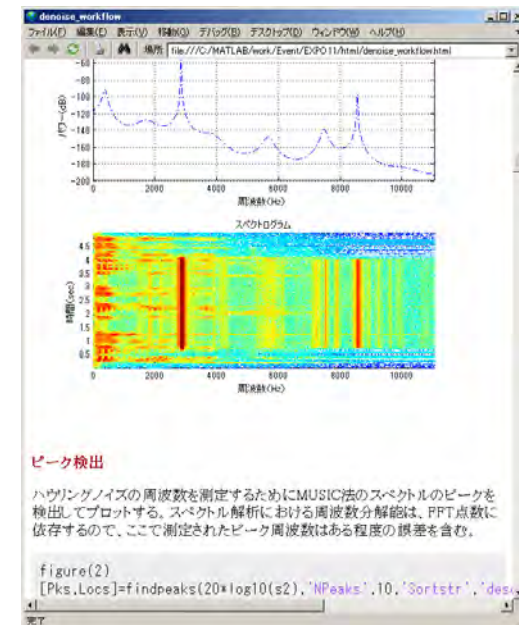 denoise_workflow
ファイル(F) 編集(E) 表示(V) 移動(G) デバッグ(B) デスクトップ(D) ウィンドウ(W) ヘルプ(H)
場所 file:///C:/MATLAB/work/Event/EXPO11/html/denoise_workflow.html
-60
-80
-100
-120
-140
-160
-180
-200
パワー(dB)
0 2000 4000 6000 8000 10000
周波数(Hz)
スペクトログラム
4.5
4
3.5
3
2.5
2
1.5
1
0.5
時間(sec)
0 2000 4000 6000 8000 10000
周波数(Hz)
ピーク検出
ハウリングノイズの周波数を測定するためにMUSIC法のスペクトルのピークを
検出してプロットする。スペクトル解析における周波数分解能は、FFT点数に
依存するので、ここで測定されたピーク周波数はある程度の誤差を含む。
figure(2)
[Pks,Locs]=findpeaks(20*log10(s2),'NPeaks',10,'Sortstr','desc
完了